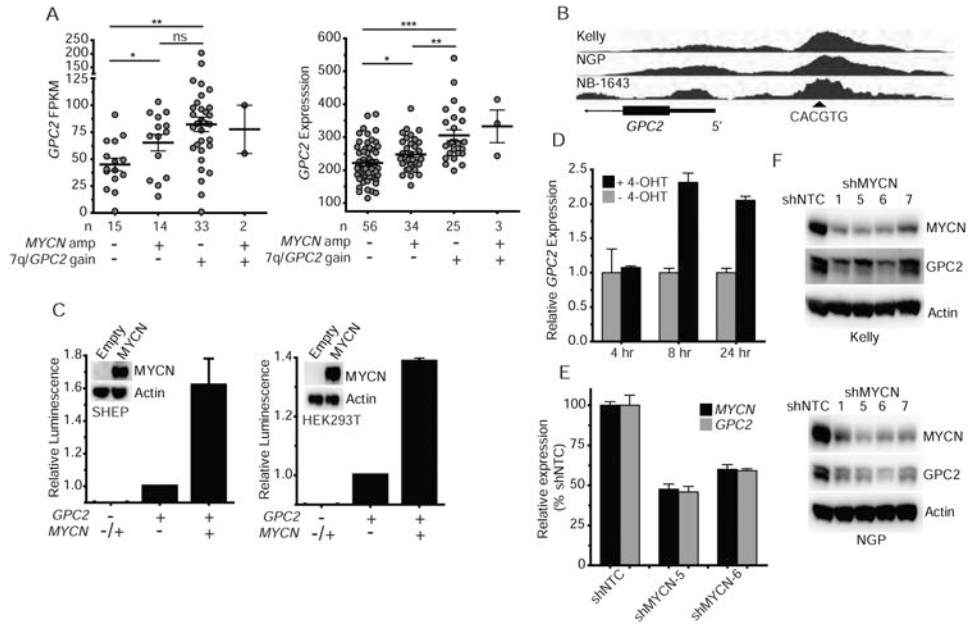 A
**
ns
*
GPC2 FPKM
200
175
150
125
100
75
50
25
0
n 15 14 33 2
MYCN amp - + - +
7q/GPC2 gain - - + +
***
**
*
GPC2 Expresssion
600
500
400
300
200
100
n 56 34 25 3
MYCN amp - + - +
7q/GPC2 gain - - + +
B
Kelly
NGP
NB-1643
GPC2 5'
CACGTG
C
Relative Luminescence
1.8
1.6
1.4
1.2
1.0
Empty
MYCN
MYCN
Actin
SHEP
GPC2 - + +
MYCN -/+ - +
Relative Luminescence
1.4
1.2
1.0
Empty
MYCN
MYCN
Actin
HEK293T
GPC2 - + +
MYCN -/+ - +
D
Relative GPC2 Expression
2.5
2.0
1.5
1.0
0.5
0.0
+ 4-OHT
- 4-OHT
4 hr 8 hr 24 hr
E
Relative expression
(% shNTC)
100
75
50
25
0
MYCN
GPC2
shNTC
shMYCN-5
shMYCN-6
F
shMYCN
shNTC 1 5 6 7
MYCN
GPC2
Actin
Kelly
shMYCN
shNTC 1 5 6 7
MYCN
GPC2
Actin
NGP